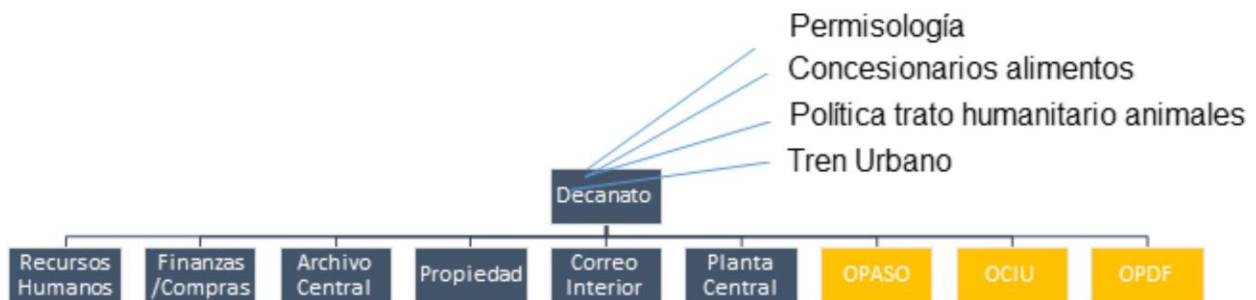 Permisología
Concesionarios alimentos
Política trato humanitario animales
Tren Urbano
Decanato
Recursos
Humanos
Finanzas
/Compras
Archivo
Central
Propiedad
Correo
Interior
Planta
Central
OPASO
OCIU
OPDF